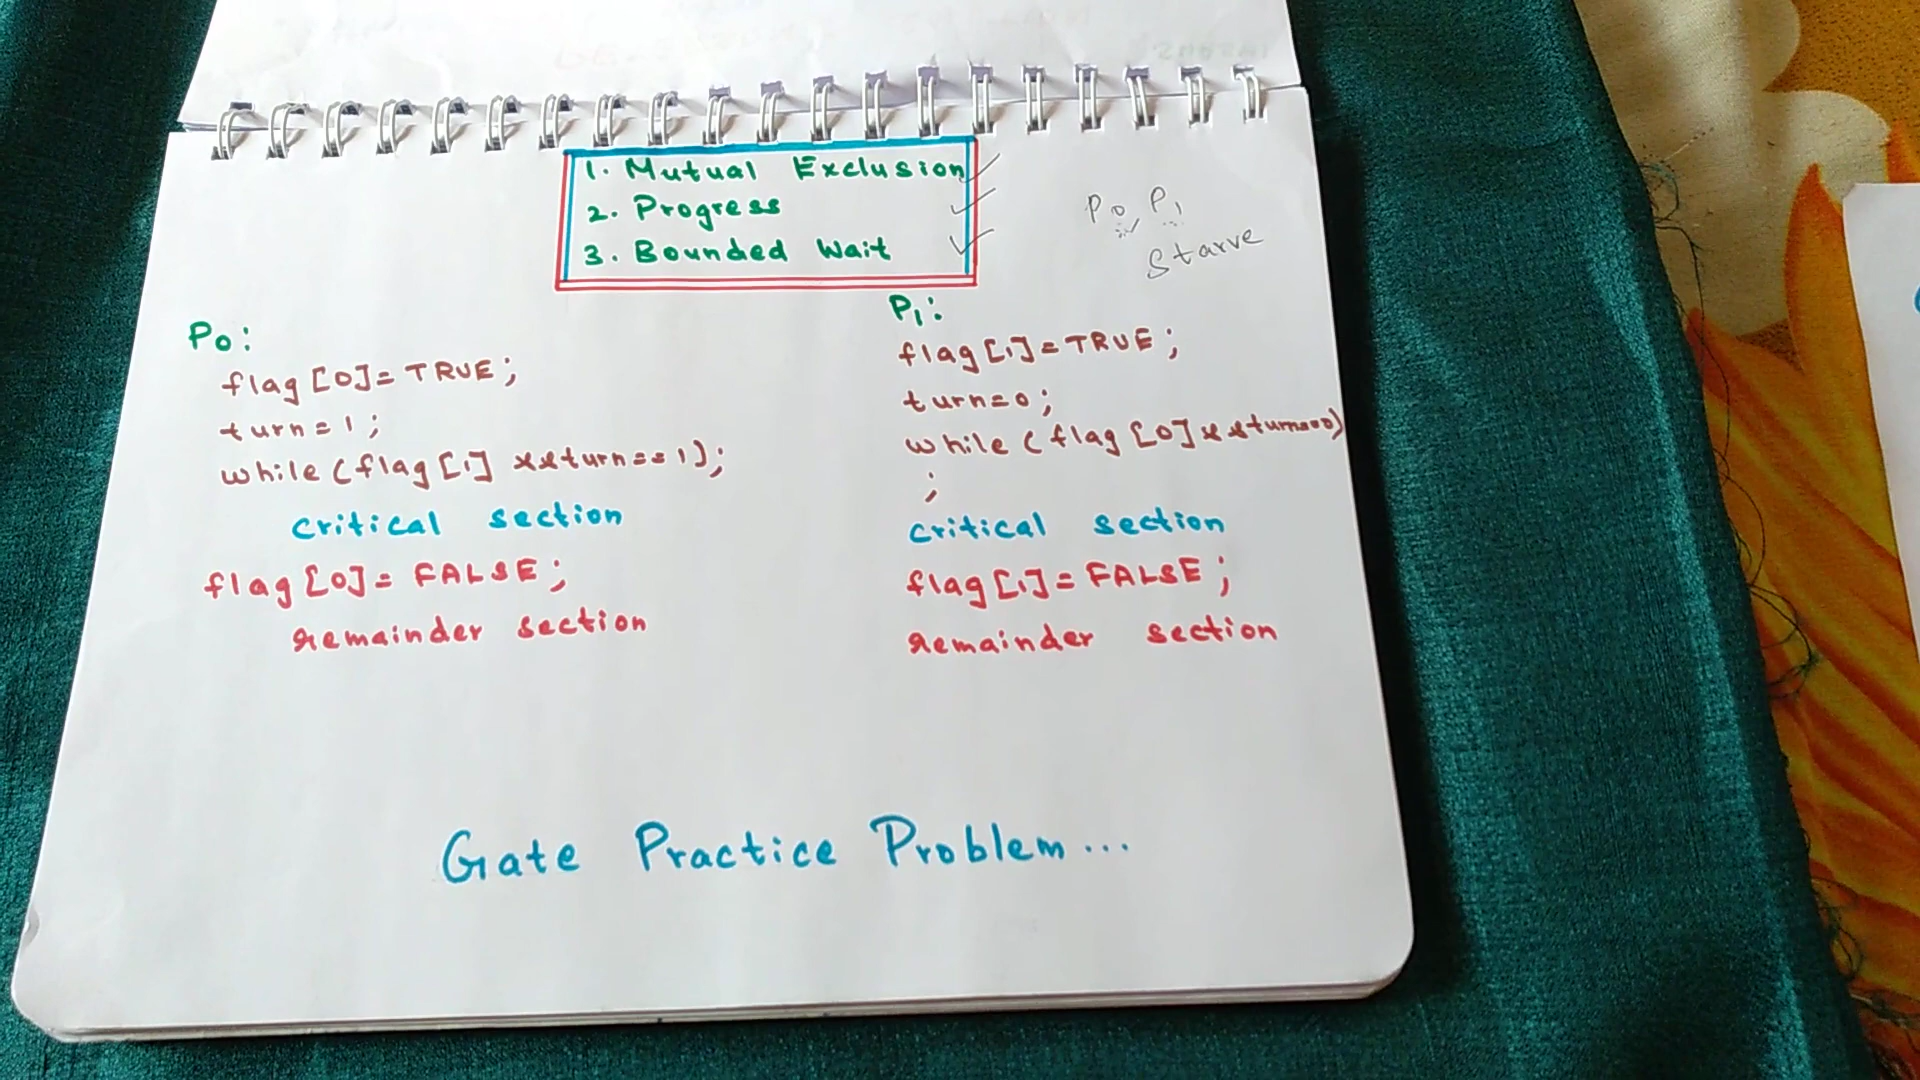 1. Mutual Exclusion
2. Progress
3. Bounded Wait
P0, P1
Starve
P0:
flag[0]= TRUE;
turn=1;
while(flag[1] &&turn==1);
critical section
flag[0]= FALSE;
remainder section
P1:
flag[1]=TRUE;
turn=0;
while(flag[0]&&turn==0)
;
critical section
flag[1]=FALSE;
remainder section
Gate Practice Problem...